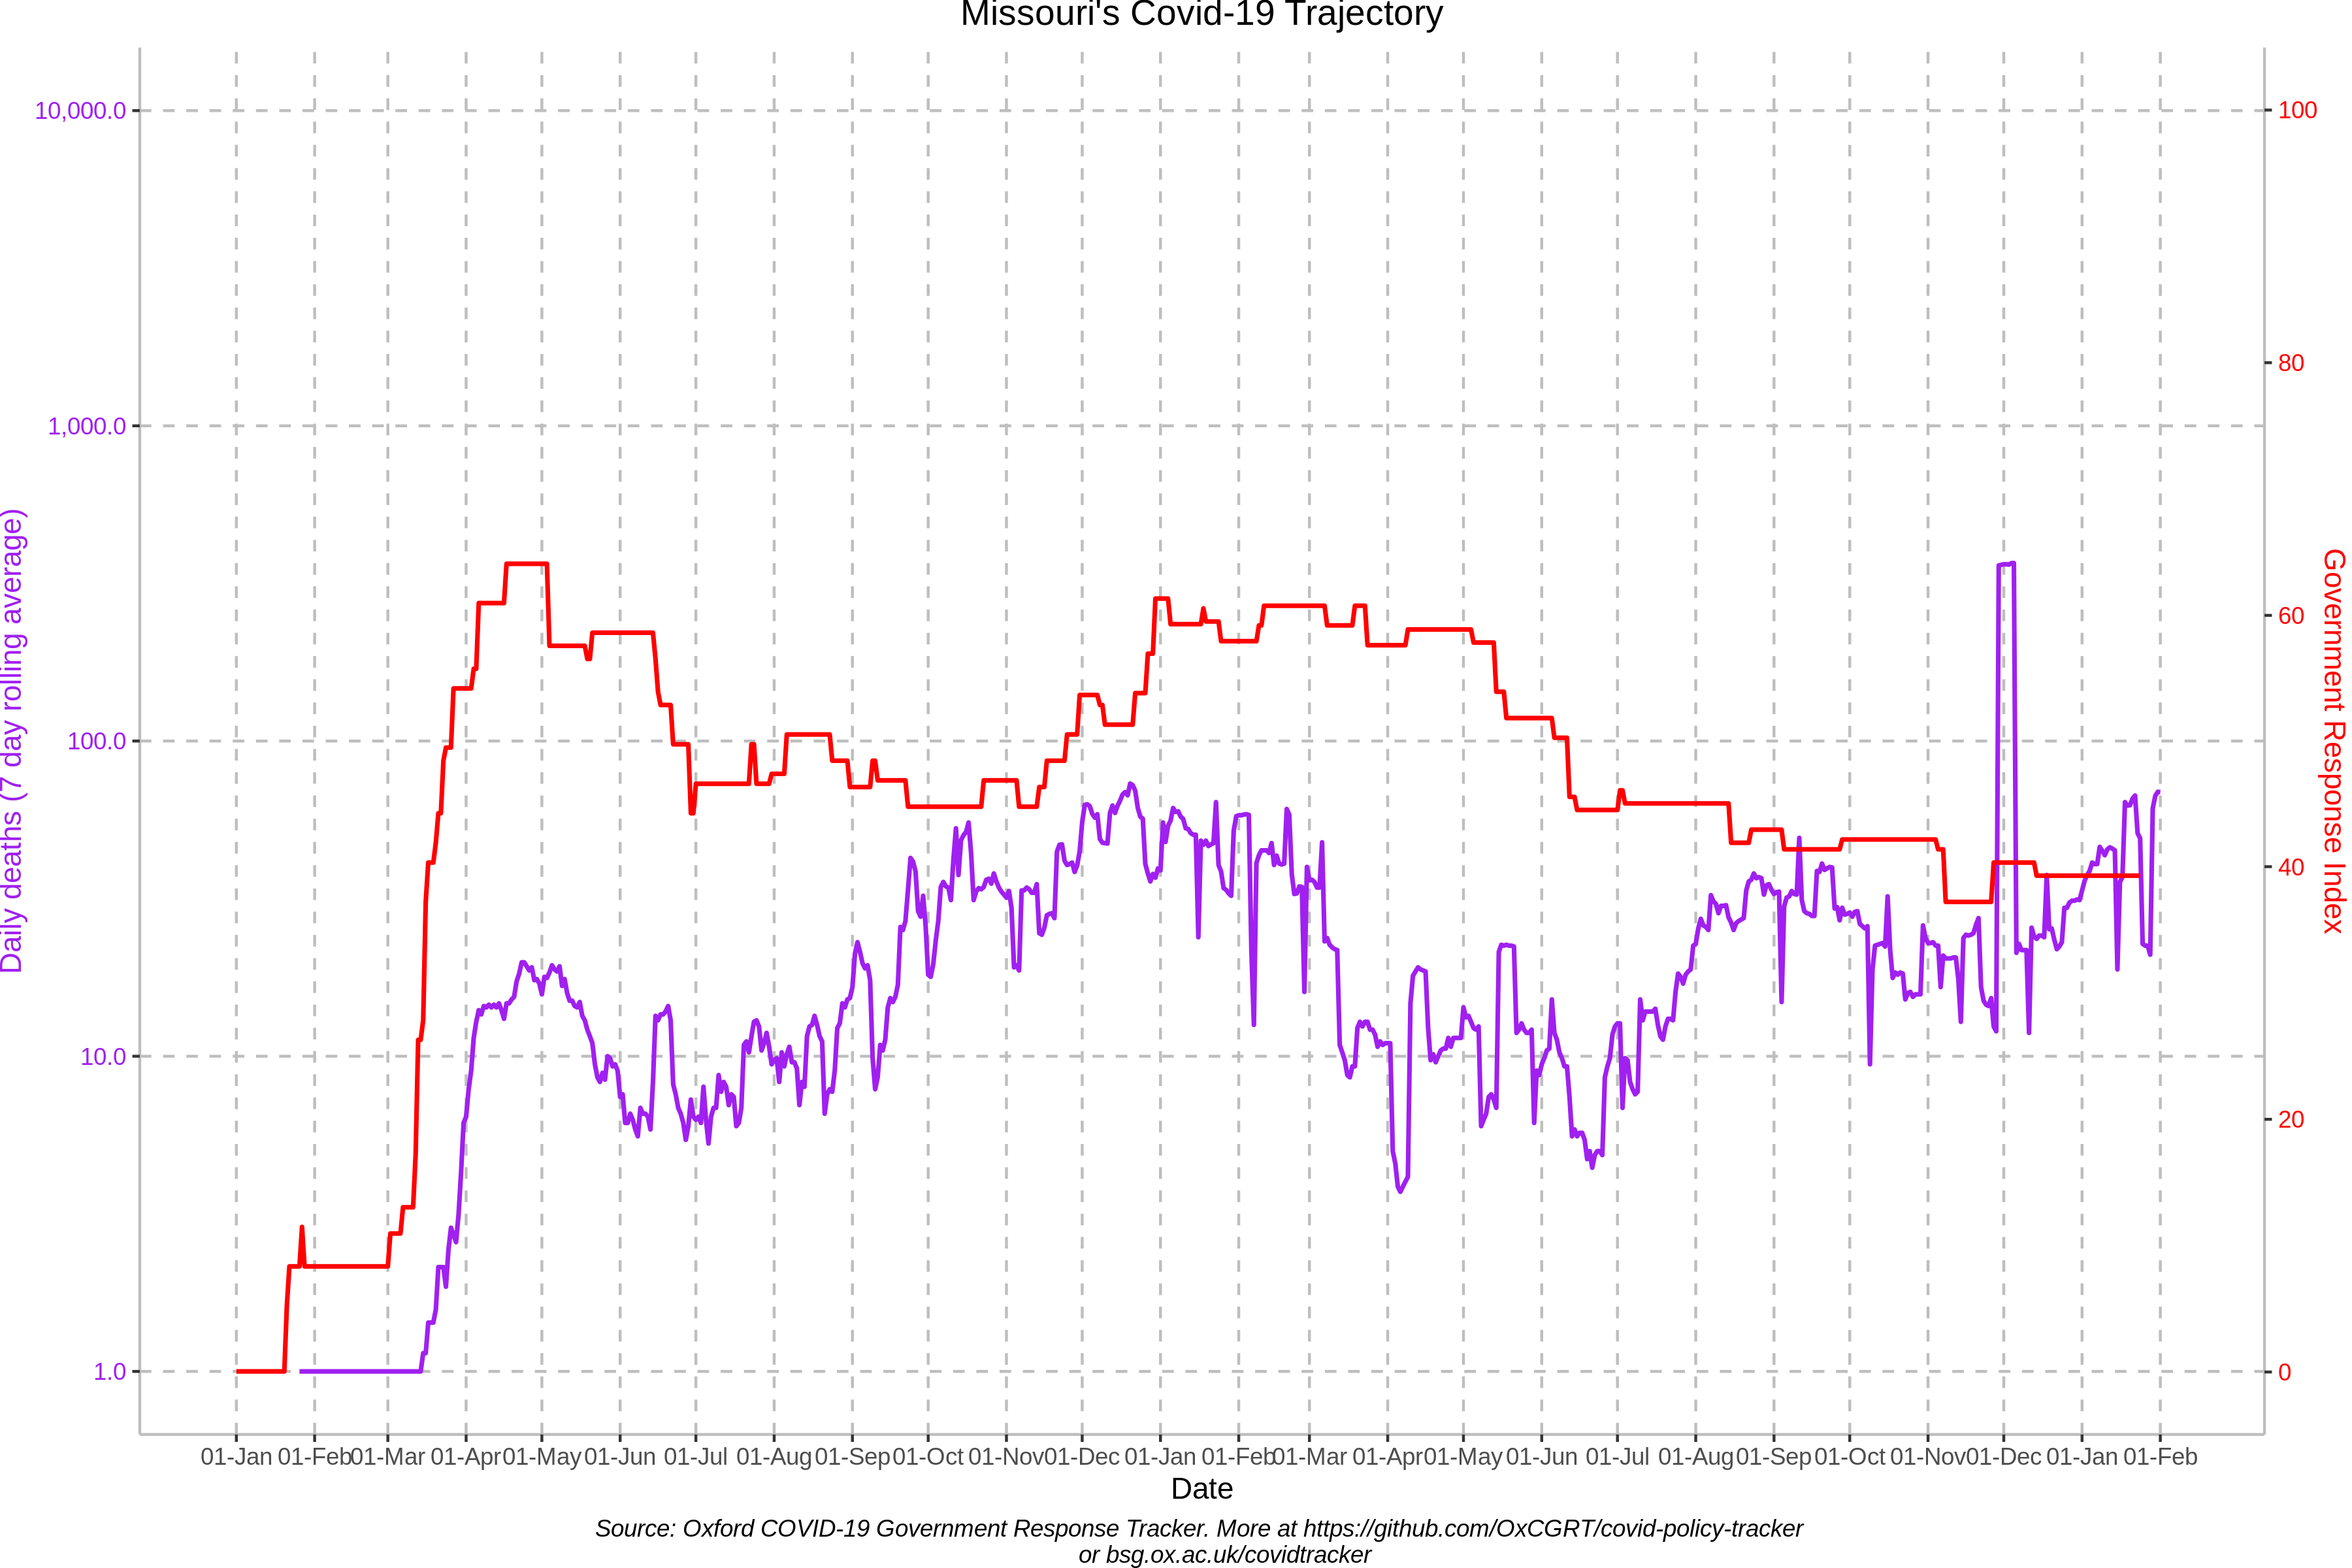 Missouri's Covid-19 Trajectory
10,000.0
1,000.0
100.0
10.0
1.0
Daily deaths (7 day rolling average)
100
80
60
40
20
0
Government Response Index
01-Jan 01-Feb 01-Mar 01-Apr 01-May 01-Jun 01-Jul 01-Aug 01-Sep 01-Oct 01-Nov 01-Dec 01-Jan 01-Feb 01-Mar 01-Apr 01-May 01-Jun 01-Jul 01-Aug 01-Sep 01-Oct 01-Nov 01-Dec 01-Jan 01-Feb
Date
Source: Oxford COVID-19 Government Response Tracker. More at https://github.com/OxCGRT/covid-policy-tracker
or bsg.ox.ac.uk/covidtracker